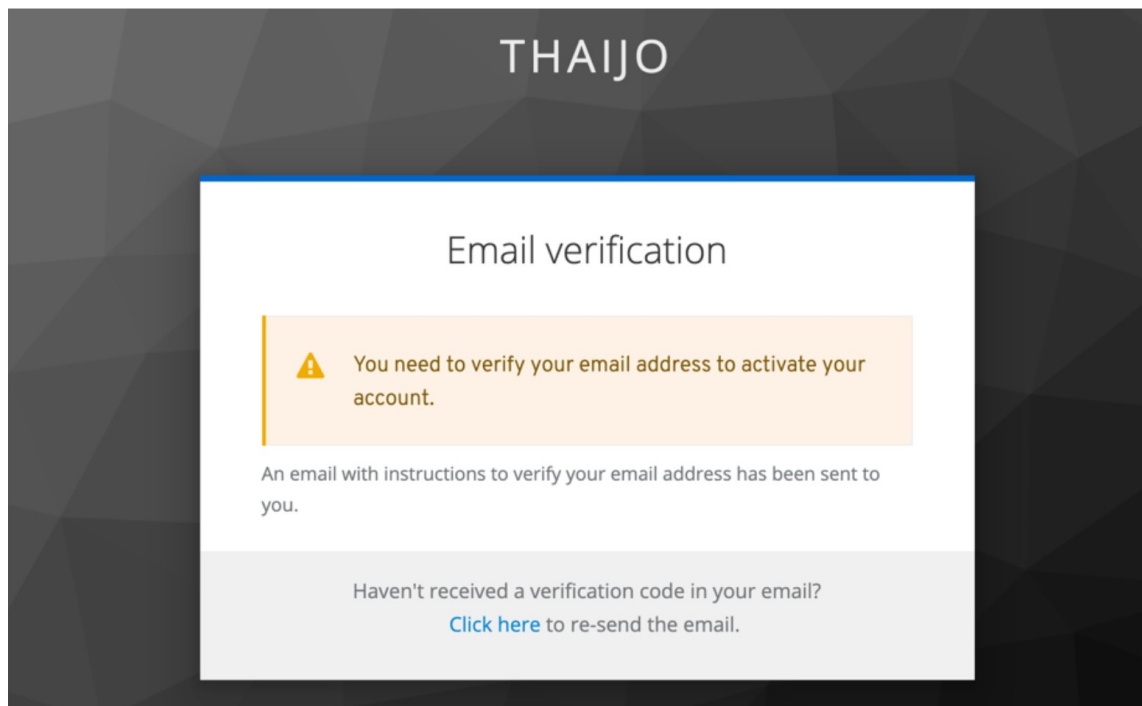 THAIJO
Email verification
You need to verify your email address to activate your
account.
An email with instructions to verify your email address has been sent to
you.
Haven't received a verification code in your email?
Click here to re-send the email.